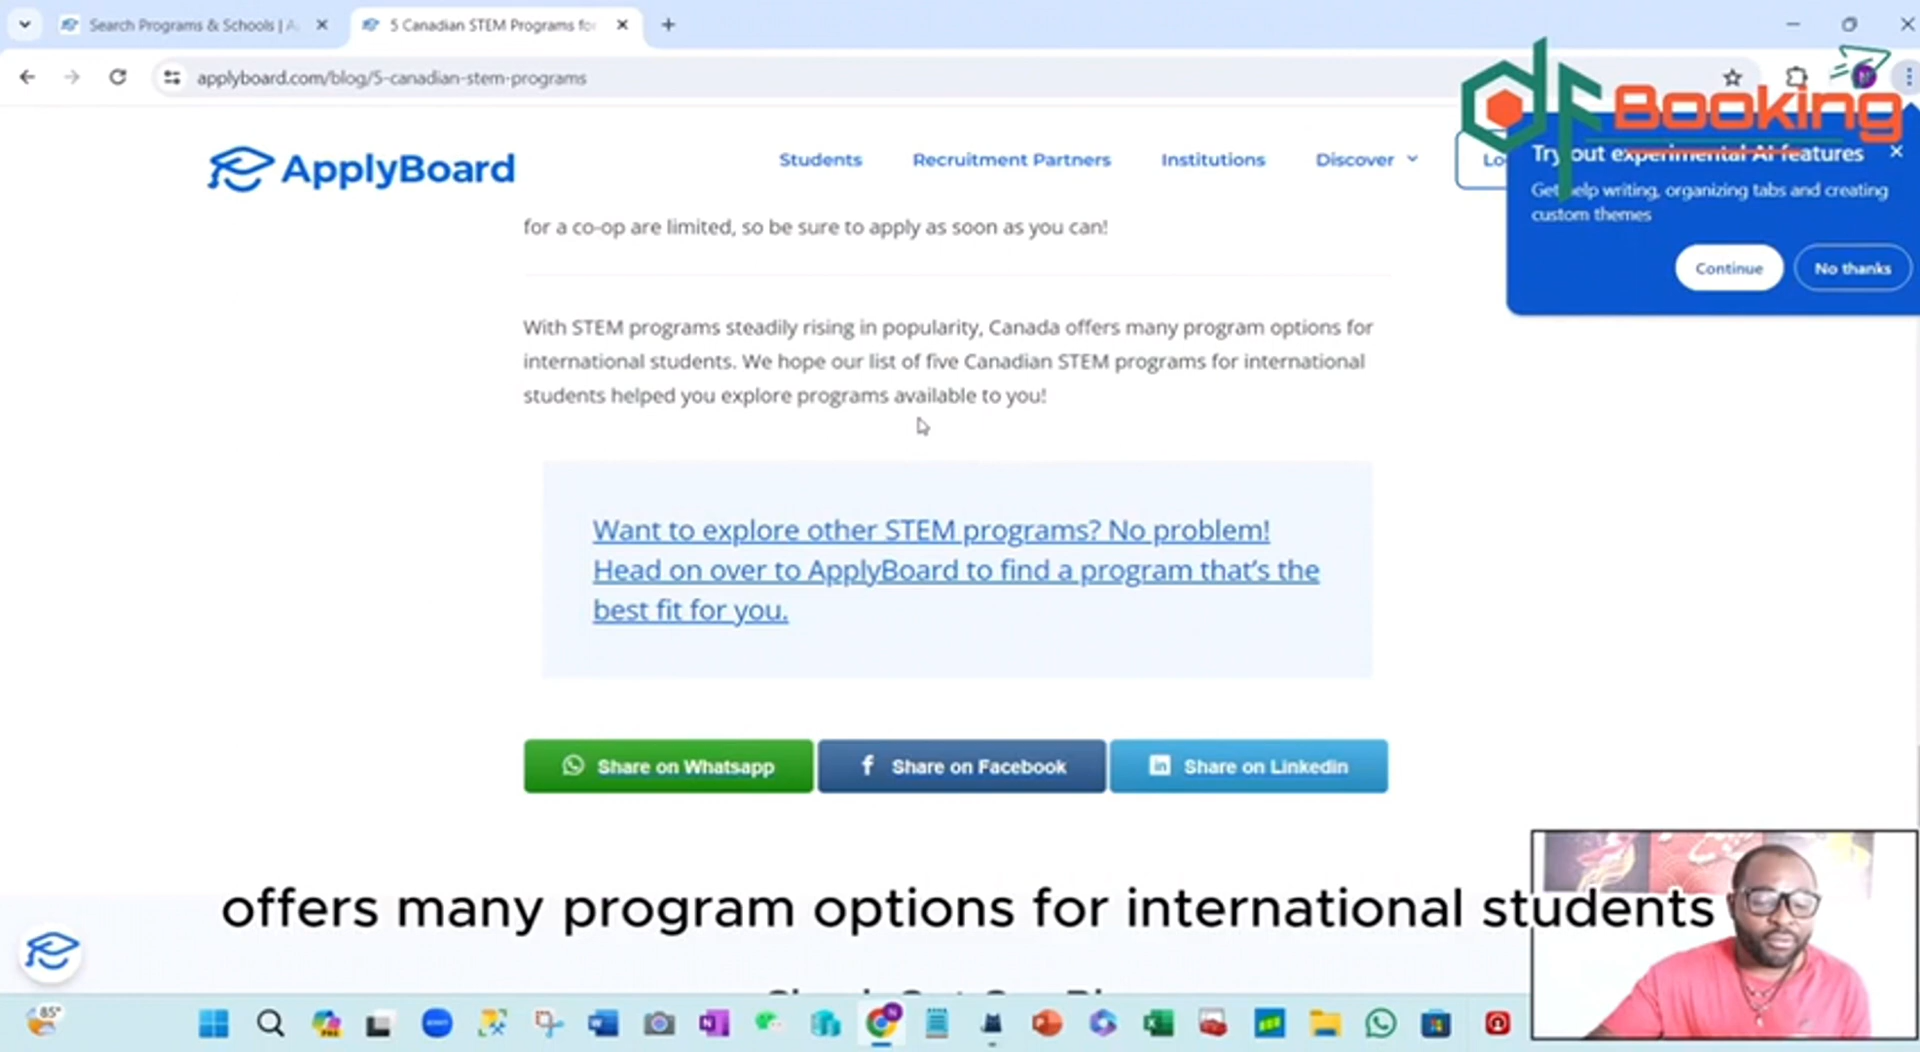 Search Programs & Schools | A
5 Canadian STEM Programs for
applyboard.com/blog/5-canadian-stem-programs
dF Booking
ApplyBoard
Students
Recruitment Partners
Institutions
Discover
Lo
Try out experimental AI features
Get help writing, organizing tabs and creating
custom themes
Continue
No thanks
for a co-op are limited, so be sure to apply as soon as you can!
With STEM programs steadily rising in popularity, Canada offers many program options for
international students. We hope our list of five Canadian STEM programs for international
students helped you explore programs available to you!
Want to explore other STEM programs? No problem!
Head on over to ApplyBoard to find a program that's the
best fit for you.
Share on Whatsapp
Share on Facebook
Share on Linkedin
offers many program options for international students
85°